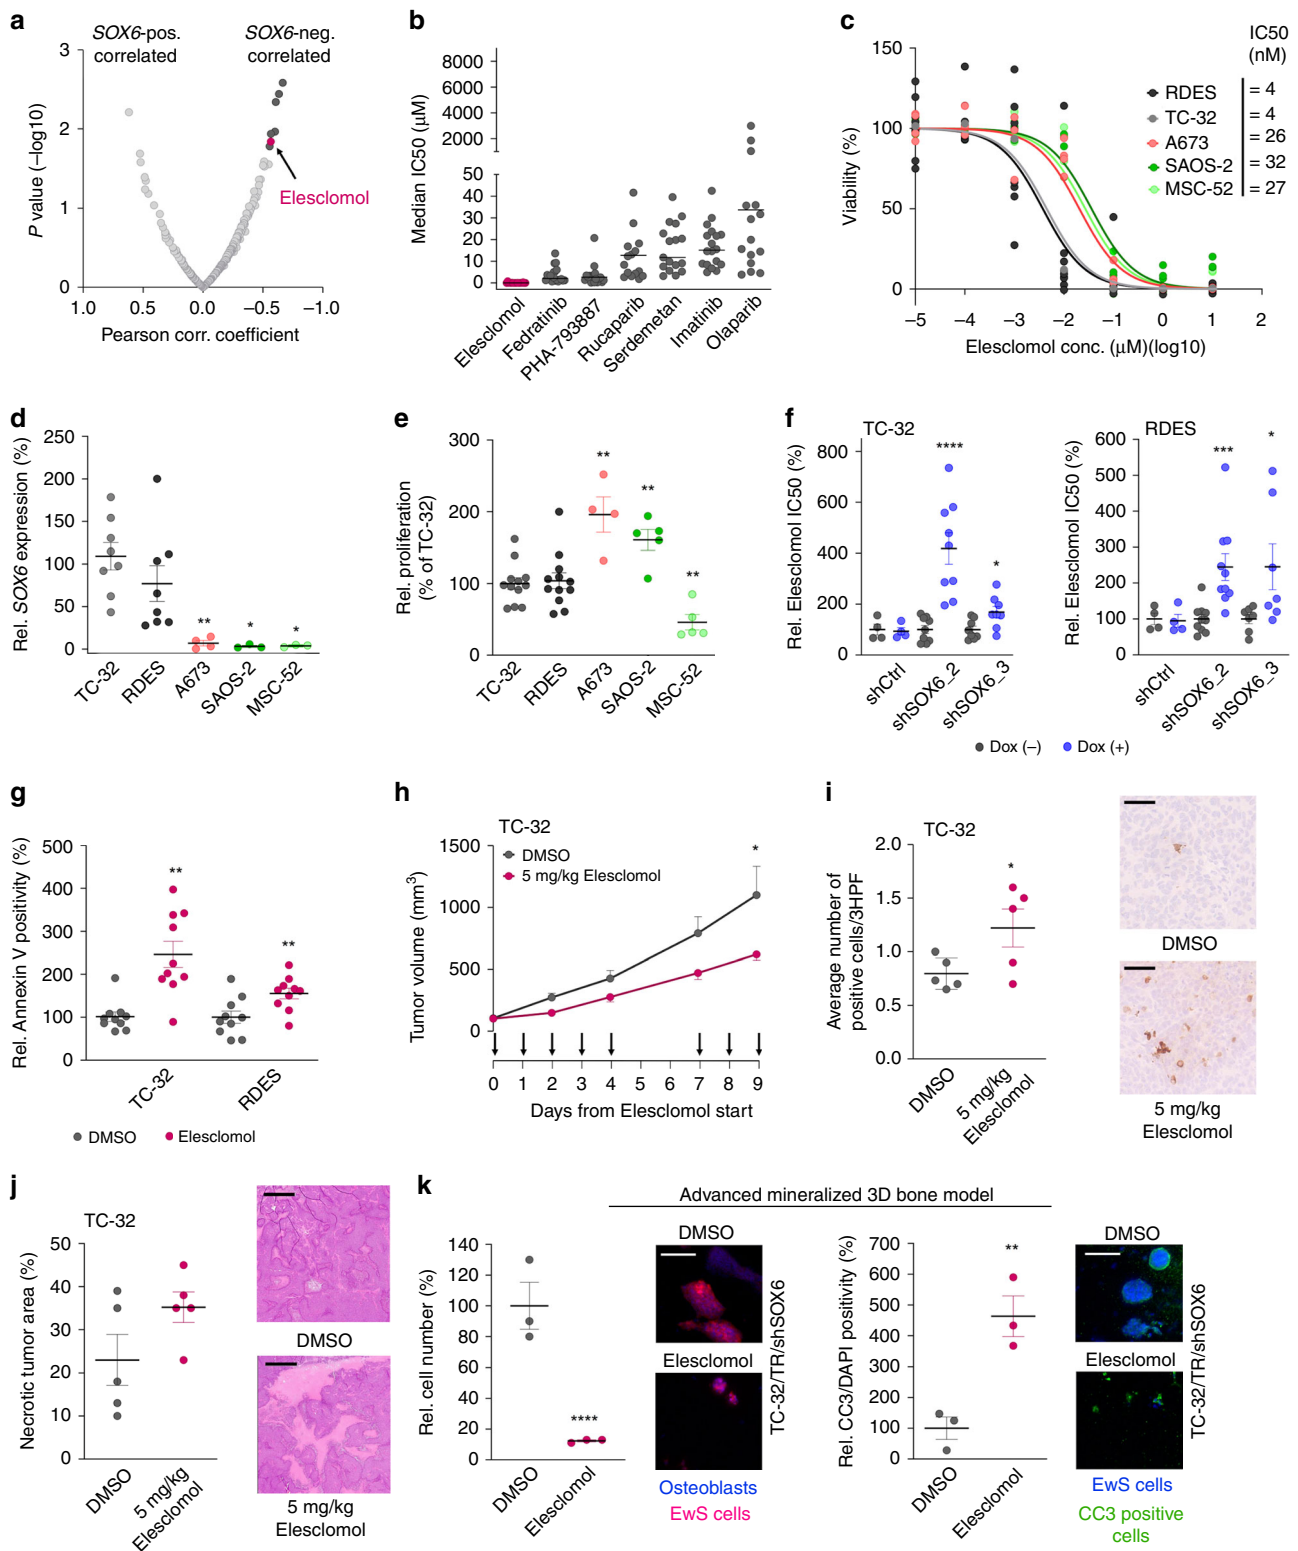 a
SOX6-pos. correlated
SOX6-neg. correlated
P value (–log10)
3
2
1
0
Elesclomol
1.0 0.5 0.0 –0.5 –1.0
Pearson corr. coefficient
b
Median IC50 (µM)
8000
6000
4000
2000
50
40
30
20
10
0
Elesclomol
Fedratinib
PHA-793887
Rucaparib
Serdemetan
Imatinib
Olaparib
c
Viability (%)
150
100
50
0
IC50 (nM)
RDES = 4
TC-32 = 4
A673 = 26
SAOS-2 = 32
MSC-52 = 27
–5 –4 –3 –2 –1 0 1 2
Elesclomol conc. (µM)(log10)
d
Rel. SOX6 expression (%)
250
200
150
100
50
0
** * *
TC-32
RDES
A673
SAOS-2
MSC-52
e
Rel. proliferation
(% of TC-32)
300
200
100
0
** ** **
TC-32
RDES
A673
SAOS-2
MSC-52
f
TC-32
Rel. Elesclomol IC50 (%)
800
600
400
200
0
**** *
shCtrl
shSOX6_2
shSOX6_3
RDES
Rel. Elesclomol IC50 (%)
600
500
400
300
200
100
0
*** *
shCtrl
shSOX6_2
shSOX6_3
Dox (–) Dox (+)
g
Rel. Annexin V positivity (%)
500
400
300
200
100
0
** **
TC-32
RDES
DMSO Elesclomol
h
TC-32
DMSO
5 mg/kg Elesclomol
Tumor volume (mm3)
1500
1000
500
0
*
0 1 2 3 4 5 6 7 8 9
Days from Elesclomol start
i
TC-32
Average number of
positive cells/3HPF
2.0
1.5
1.0
0.5
0.0
*
DMSO
5 mg/kg
Elesclomol
DMSO
5 mg/kg
Elesclomol
j
TC-32
Necrotic tumor area (%)
50
40
30
20
10
0
DMSO
5 mg/kg
Elesclomol
DMSO
5 mg/kg
Elesclomol
k
Advanced mineralized 3D bone model
Rel. cell number (%)
140
120
100
80
60
40
20
0
****
DMSO
Elesclomol
DMSO
Elesclomol
TC-32/TR/shSOX6
Osteoblasts
EwS cells
Rel. CC3/DAPI positivity (%)
700
600
500
400
300
200
100
0
**
DMSO
Elesclomol
DMSO
Elesclomol
TC-32/TR/shSOX6
EwS cells
CC3 positive
cells